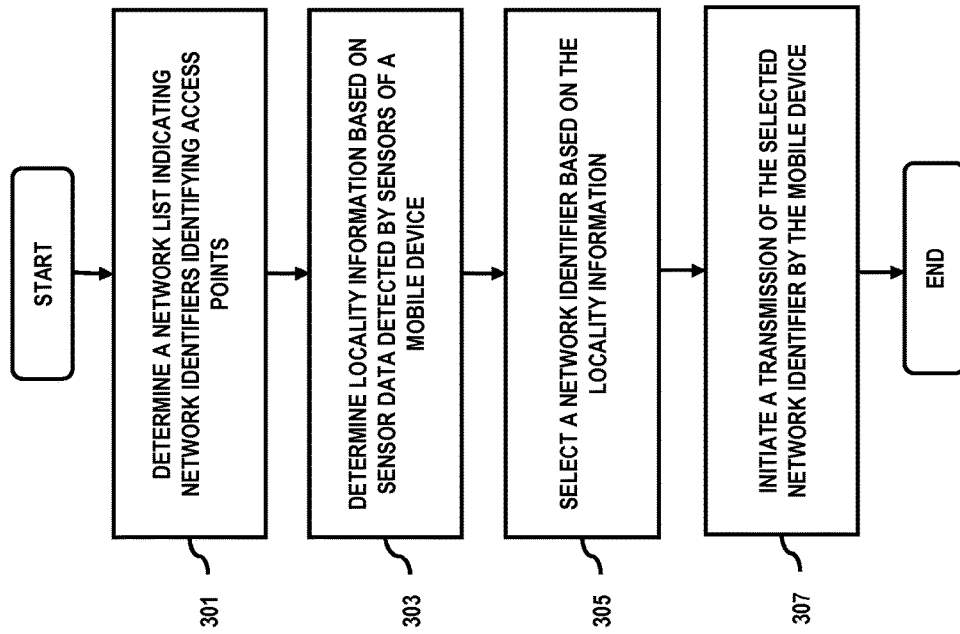 START
DETERMINE A NETWORK LIST INDICATING
NETWORK IDENTIFIERS IDENTIFYING ACCESS
POINTS
301
DETERMINE LOCALITY INFORMATION BASED ON
SENSOR DATA DETECTED BY SENSORS OF A
MOBILE DEVICE
303
SELECT A NETWORK IDENTIFIER BASED ON THE
LOCALITY INFORMATION
305
INITIATE A TRANSMISSION OF THE SELECTED
NETWORK IDENTIFIER BY THE MOBILE DEVICE
307
END